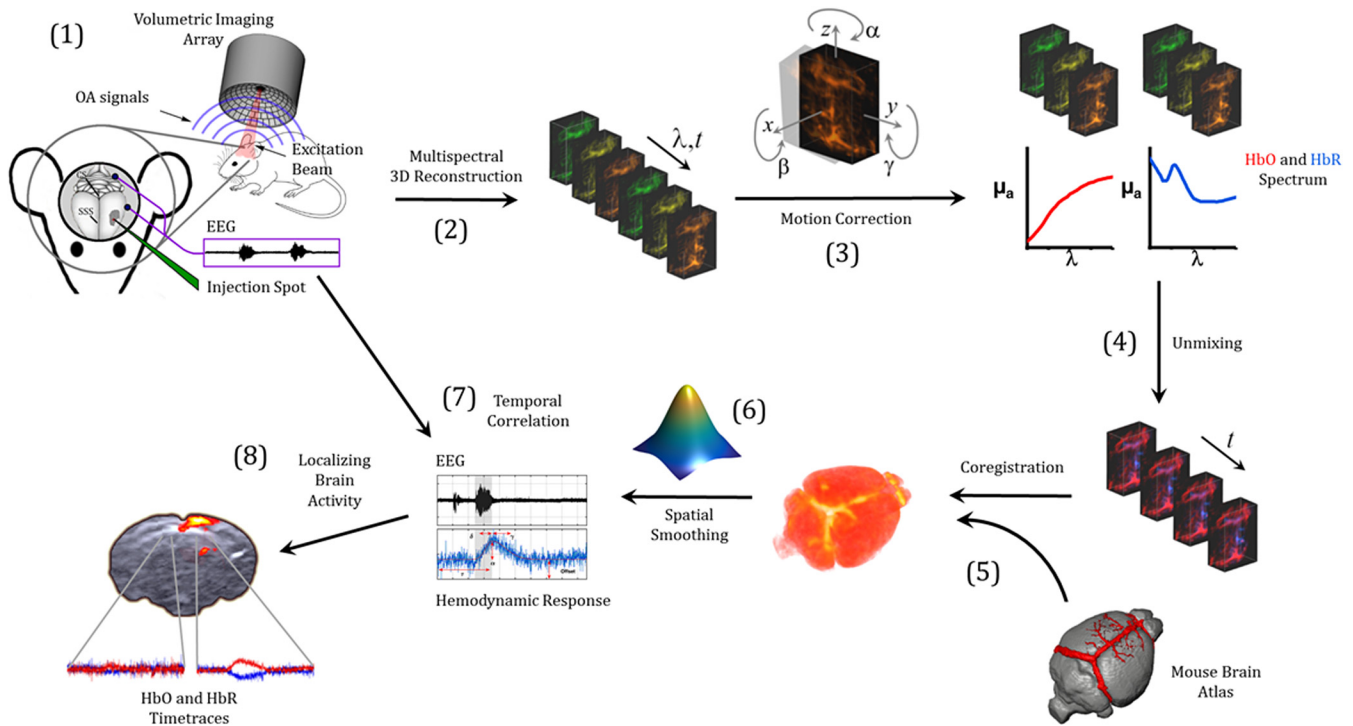 (1)
Volumetric Imaging
Array
OA signals
Excitation
Beam
SSS
EEG
Injection Spot
Multispectral
3D Reconstruction
(2)
λ, t
z
α
x
y
β
γ
Motion Correction
(3)
HbO and HbR
Spectrum
μa
λ
μa
λ
(4)
Unmixing
t
Coregistration
(5)
Mouse Brain
Atlas
(6)
Spatial
Smoothing
(7)
Temporal
Correlation
EEG
Offset
Hemodynamic Response
(8)
Localizing
Brain
Activity
HbO and HbR
Timetraces